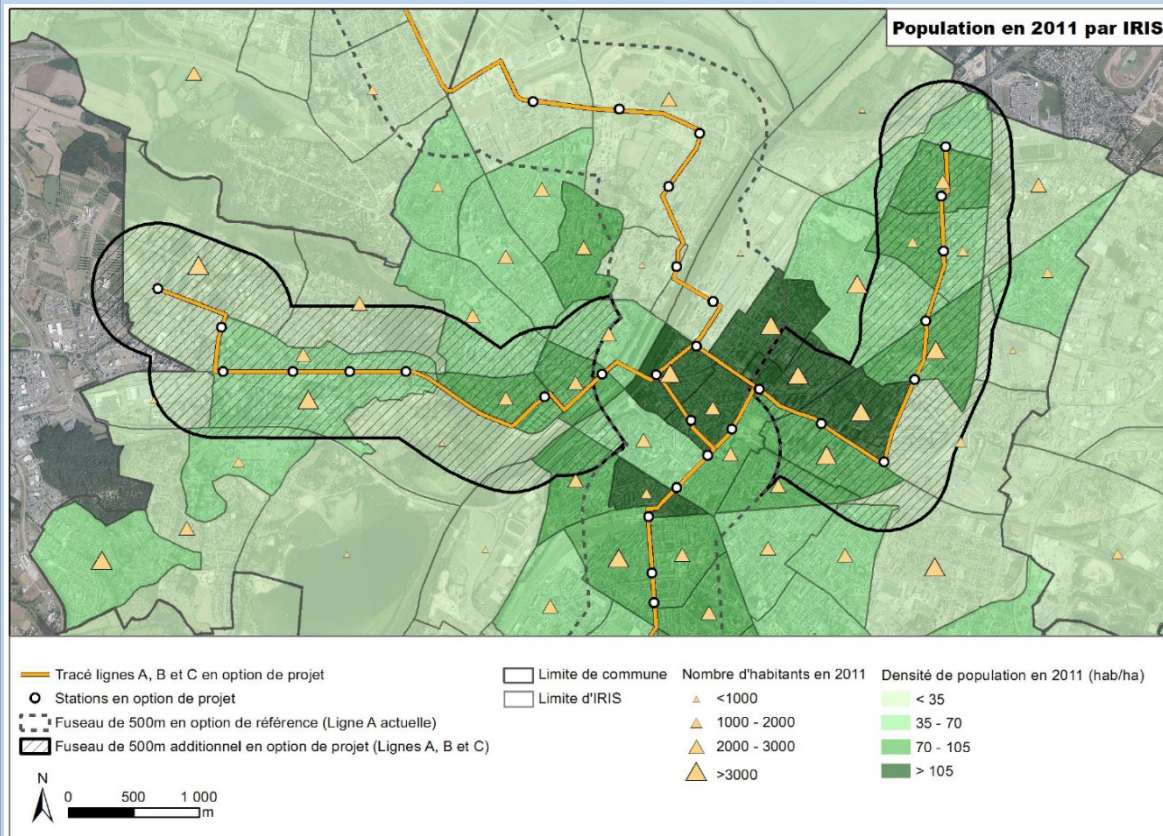 Population en 2011 par IRIS
Tracé lignes A, B et C en option de projet
Stations en option de projet
Fuseau de 500m en option de référence (Ligne A actuelle)
Fuseau de 500m additionnel en option de projet (Lignes A, B et C)
N
0 500 1 000
m
Limite de commune
Limite d'IRIS
Nombre d'habitants en 2011
<1000
1000 - 2000
2000 - 3000
>3000
Densité de population en 2011 (hab/ha)
< 35
35 - 70
70 - 105
> 105